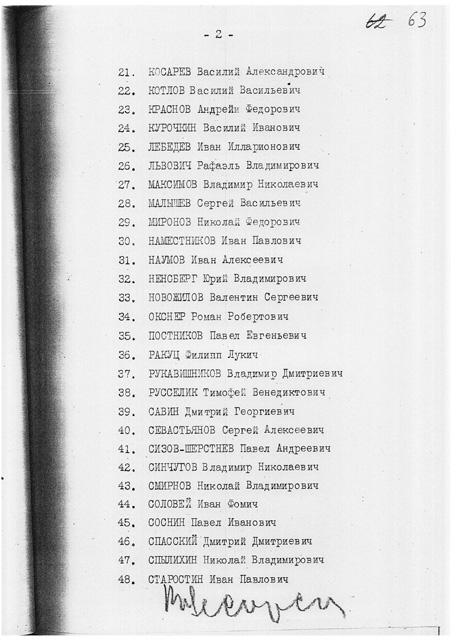 62 63
- 2 -
21. КОСАРЕВ Василий Александрович
22. КОТЛОВ Василий Васильевич
23. КРАСНОВ Андрейи Федорович
24. КУРОЧКИН Василий Иванович
25. ЛЕБЕДЕВ Иван Илларионович
26. ЛЬВОВИЧ Рафаэль Владимирович
27. МАКСИМОВ Владимир Николаевич
28. МАЛЫШЕВ Сергей Васильевич
29. МИРОНОВ Николай Федорович
30. НАМЕСТНИКОВ Иван Павлович
31. НАУМОВ Иван Алексеевич
32. НЕНСБЕРГ Юрий Владимирович
33. НОВОЖИЛОВ Валентин Сергеевич
34. ОКСНЕР Роман Робертович
35. ПОСТНИКОВ Павел Евгеньевич
36. РАКУЦ Филипп Лукич
37. РУКАВИШНИКОВ Владимир Дмитриевич
38. РУССЕЛИК Тимофей Венедиктович
39. САВИН Дмитрий Георгиевич
40. СЕВАСТЬЯНОВ Сергей Алексеевич
41. СИЗОВ-ШЕРСТНЕВ Павел Андреевич
42. СИНЧУГОВ Владимир Николаевич
43. СМИРНОВ Николай Владимирович
44. СОЛОВЕЙ Иван Фомич
45. СОСНИН Павел Иванович
46. СПАССКИЙ Дмитрий Дмитриевич
47. СПЫЛИХИН Николай Владимирович
48. СТАРОСТИН Иван Павлович